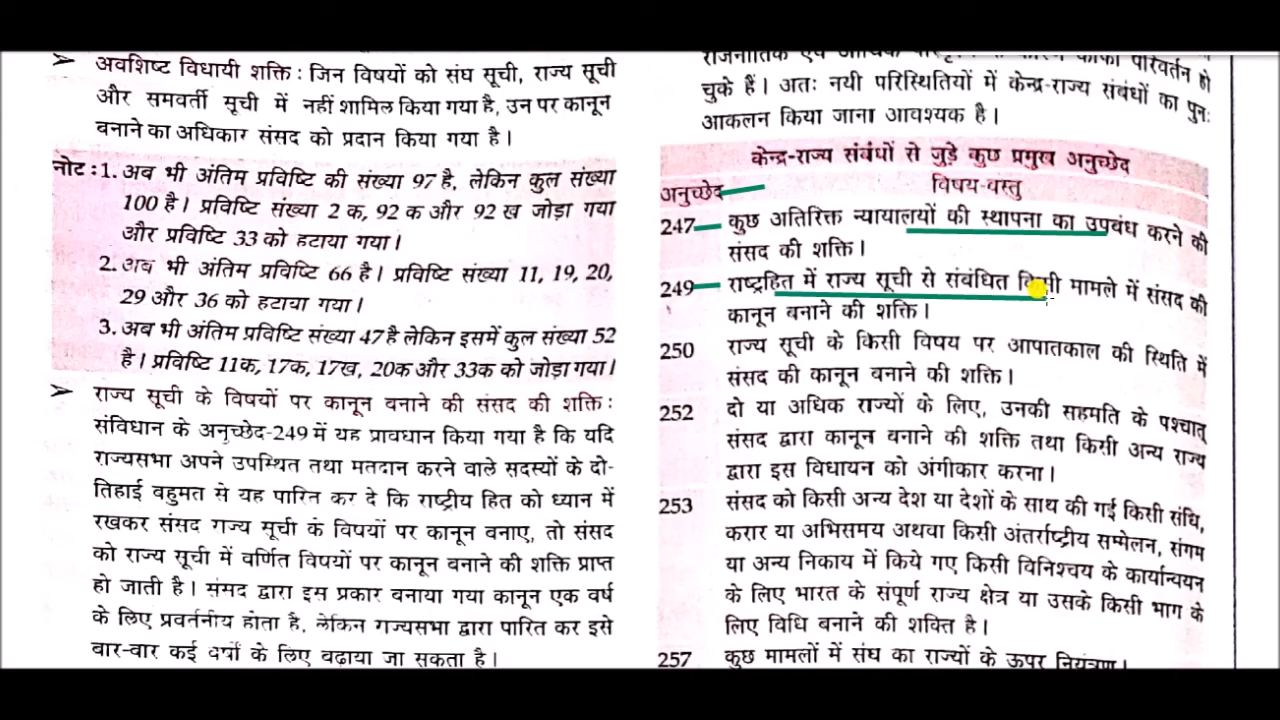 ➢ अवशिष्ट विधायी शक्ति : जिन विषयों को संघ सूची, राज्य सूची
और समवर्ती सूची में नहीं शामिल किया गया है, उन पर कानून
बनाने का अधिकार संसद को प्रदान किया गया है।
नोट : 1. अब भी अंतिम प्रविष्टि की संख्या 97 है, लेकिन कुल संख्या
100 है। प्रविष्टि संख्या 2 क, 92 क और 92 ख जोड़ा गया
और प्रविष्टि 33 को हटाया गया।
2. अब भी अंतिम प्रविष्टि 66 है। प्रविष्टि संख्या 11, 19, 20,
29 और 36 को हटाया गया।
3. अब भी अंतिम प्रविष्टि संख्या 47 है लेकिन इसमें कुल संख्या 52
है। प्रविष्टि 11क, 17क, 17ख, 20क और 33क को जोड़ा गया।
➢ राज्य सूची के विषयों पर कानून बनाने की संसद की शक्ति :
संविधान के अनुच्छेद-249 में यह प्रावधान किया गया है कि यदि
राज्यसभा अपने उपस्थित तथा मतदान करने वाले सदस्यों के दो-
तिहाई बहुमत से यह पारित कर दे कि राष्ट्रीय हित को ध्यान में
रखकर संसद राज्य सूची के विषयों पर कानून बनाए, तो संसद
को राज्य सूची में वर्णित विषयों पर कानून बनाने की शक्ति प्राप्त
हो जाती है। संसद द्वारा इस प्रकार बनाया गया कानून एक वर्ष
के लिए प्रवर्तनीय होता है, लेकिन राज्यसभा द्वारा पारित कर इसे
बार-बार कई वर्षों के लिए बढ़ाया जा सकता है।
राजनीतिक एवं आर्थिक काफी परिवर्तन हो
चुके हैं। अतः नयी परिस्थितियों में केन्द्र-राज्य संबंधों का पुनः
आकलन किया जाना आवश्यक है।
केन्द्र-राज्य संबंधों से जुड़े कुछ प्रमुख अनुच्छेद
अनुच्छेद विषय-वस्तु
247 कुछ अतिरिक्त न्यायालयों की स्थापना का उपबंध करने की
संसद की शक्ति।
249 राष्ट्रहित में राज्य सूची से संबंधित किसी मामले में संसद की
कानून बनाने की शक्ति।
250 राज्य सूची के किसी विषय पर आपातकाल की स्थिति में
संसद की कानून बनाने की शक्ति।
252 दो या अधिक राज्यों के लिए, उनकी सहमति के पश्चात्
संसद द्वारा कानून बनाने की शक्ति तथा किसी अन्य राज्य
द्वारा इस विधायन को अंगीकार करना।
253 संसद को किसी अन्य देश या देशों के साथ की गई किसी संधि,
करार या अभिसमय अथवा किसी अंतर्राष्ट्रीय सम्मेलन, संगम
या अन्य निकाय में किये गए किसी विनिश्चय के कार्यान्वयन
के लिए भारत के संपूर्ण राज्य क्षेत्र या उसके किसी भाग के
लिए विधि बनाने की शक्ति है।
257 कुछ मामलों में संघ का राज्यों के ऊपर नियंत्रण।